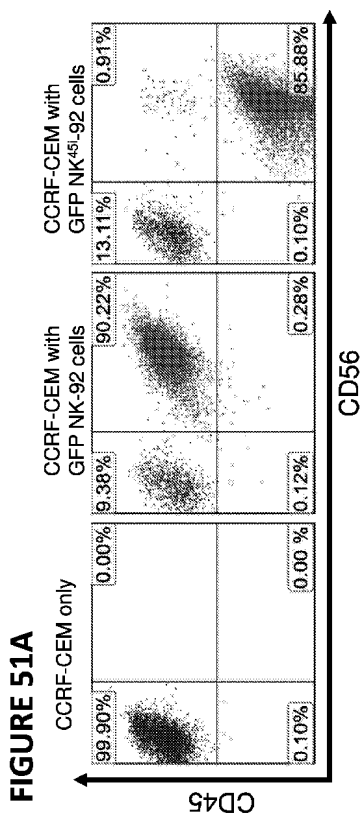 FIGURE 51A
CCRF-CEM only
CCRF-CEM with
GFP NK-92 cells
CCRF-CEM with
GFP NK⁴⁵ⁱ-92 cells
99.90%
0.00%
9.38%
90.22%
13.11%
0.91%
0.10%
0.00 %
0.12%
0.28%
0.10%
85.88%
CD45
CD56